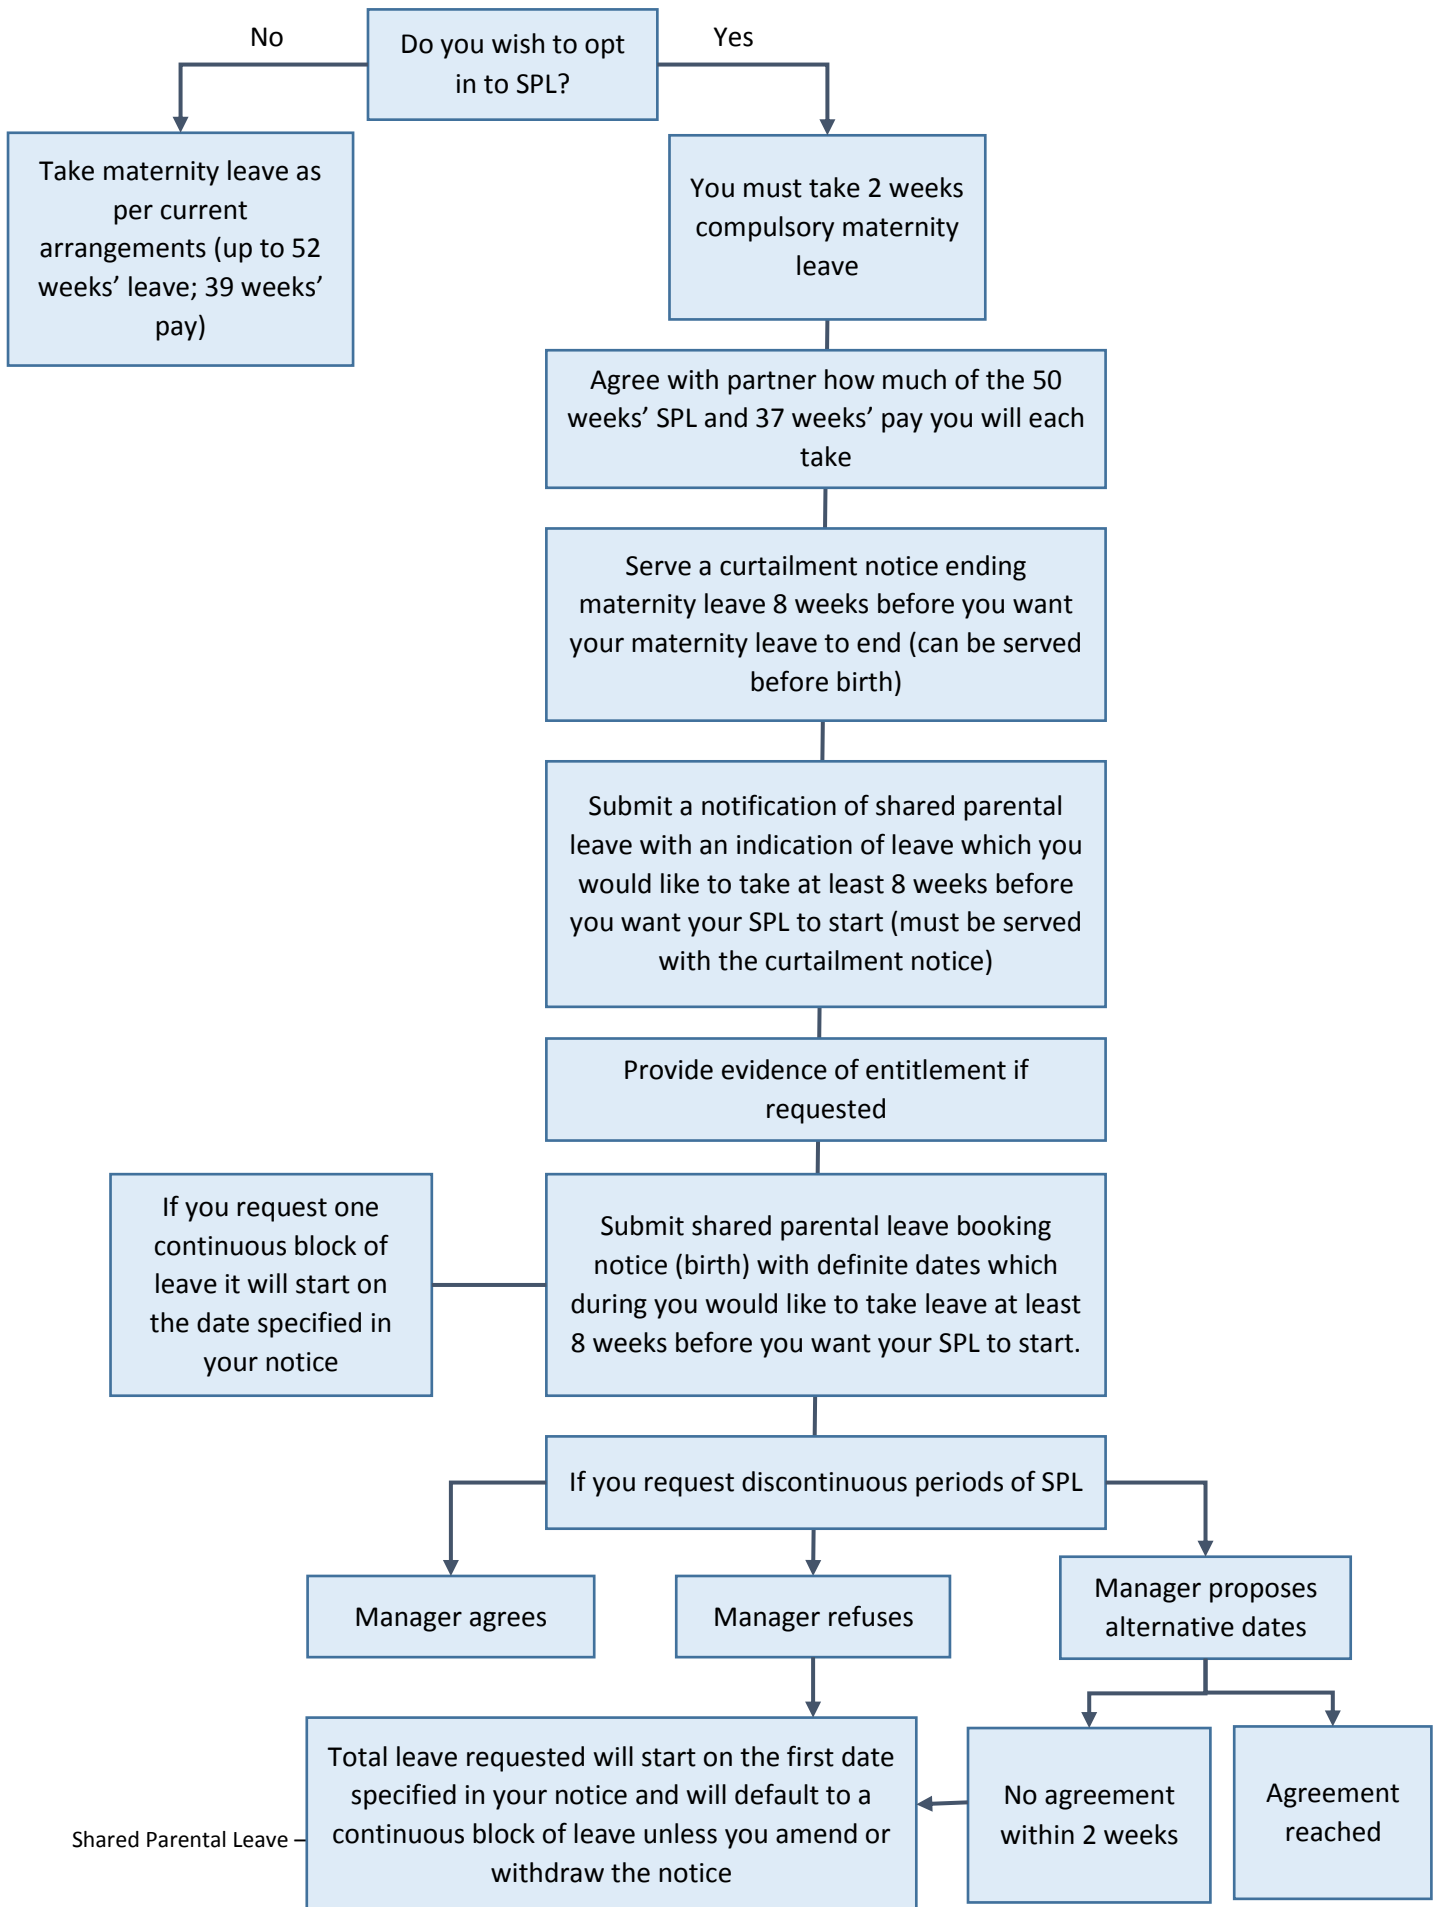 Do you wish to opt
in to SPL?
No
Yes
Take maternity leave as
per current
arrangements (up to 52
weeks’ leave; 39 weeks’
pay)
You must take 2 weeks
compulsory maternity
leave
Agree with partner how much of the 50
weeks’ SPL and 37 weeks’ pay you will each
take
Serve a curtailment notice ending
maternity leave 8 weeks before you want
your maternity leave to end (can be served
before birth)
Submit a notification of shared parental
leave with an indication of leave which you
would like to take at least 8 weeks before
you want your SPL to start (must be served
with the curtailment notice)
Provide evidence of entitlement if
requested
If you request one
continuous block of
leave it will start on
the date specified in
your notice
Submit shared parental leave booking
notice (birth) with definite dates which
during you would like to take leave at least
8 weeks before you want your SPL to start.
If you request discontinuous periods of SPL
Manager agrees
Manager refuses
Manager proposes
alternative dates
Total leave requested will start on the first date
specified in your notice and will default to a
continuous block of leave unless you amend or
withdraw the notice
No agreement
within 2 weeks
Agreement
reached
Shared Parental Leave –